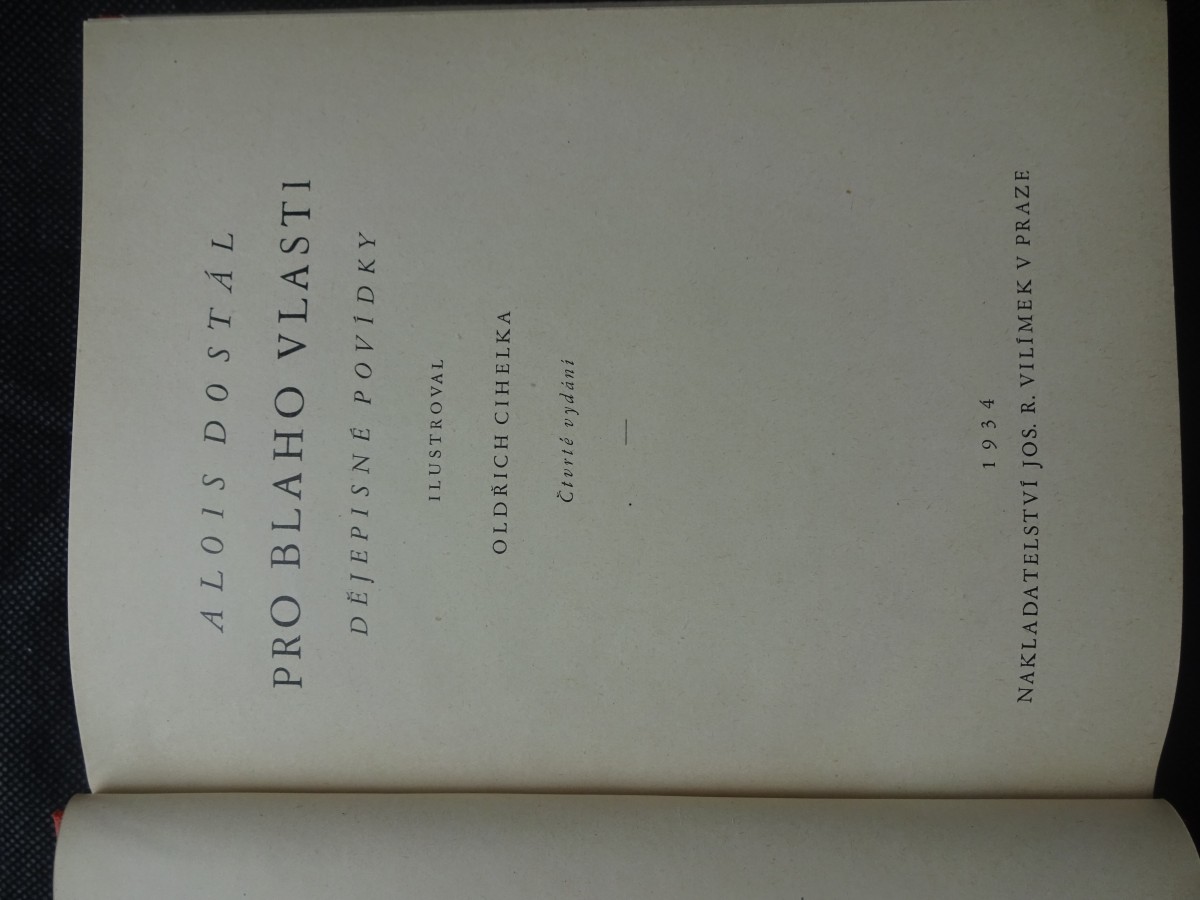 ALOIS DOSTÁL
PRO BLAHO VLASTI
DĚJEPISNÉ POVÍDKY
ILUSTROVAL
OLDŘICH CIHELKA
Čtvrté vydání
1934
NAKLADATELSTVÍ JOS. R. VILÍMEK V PRAZE